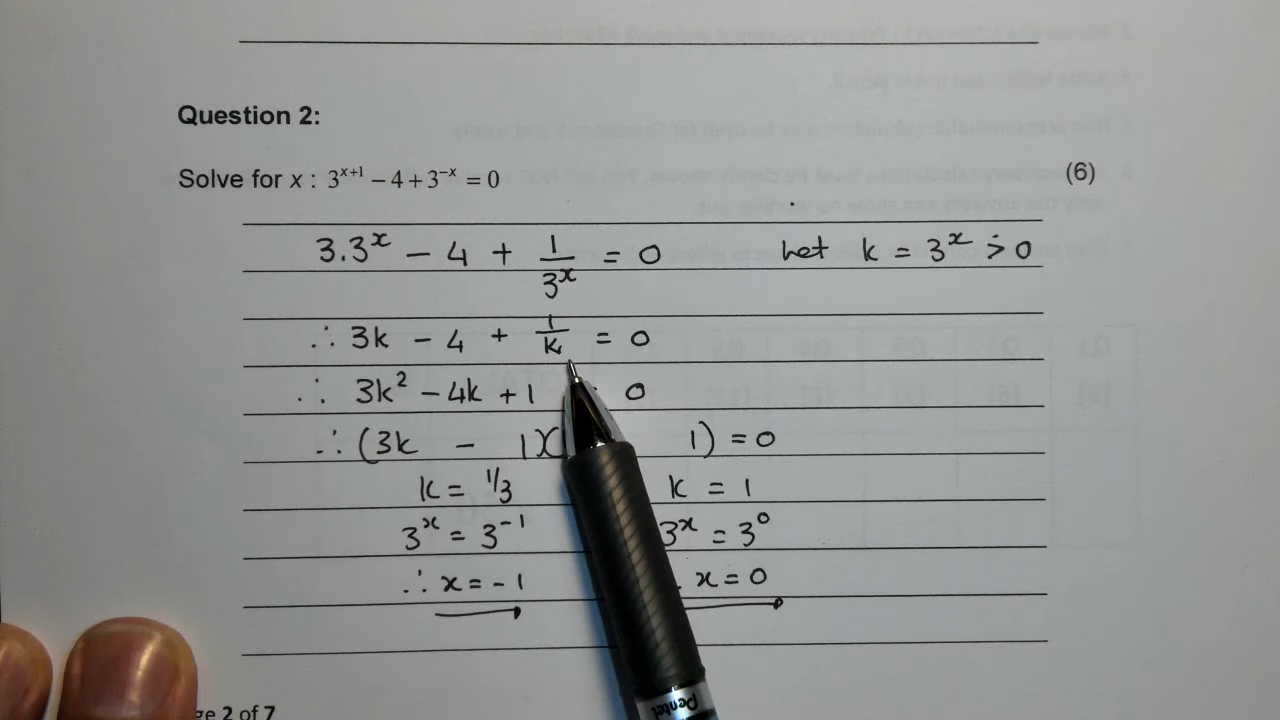 Question 2:
Solve for x : 3^{x+1} − 4 + 3^{−x} = 0 (6)
3.3^x − 4 + 1/3^x = 0 Let k = 3^x > 0
∴ 3k − 4 + 1/k = 0
∴ 3k² − 4k + 1 0
∴ (3k − 1)( 1) = 0
k = 1/3 k = 1
3^x = 3^{−1} 3^x = 3^0
∴ x = −1 x = 0
2 of 7
Pentel